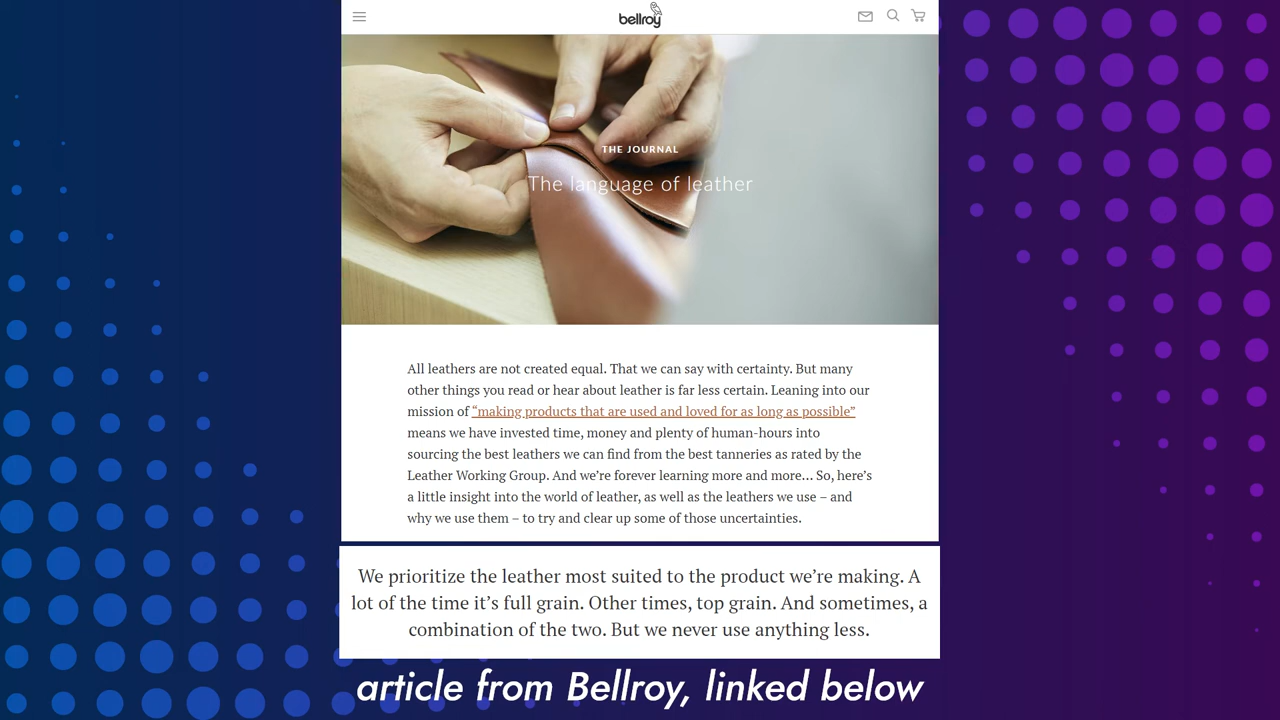 bellroy
THE JOURNAL
The language of leather
All leathers are not created equal. That we can say with certainty. But many
other things you read or hear about leather is far less certain. Leaning into our
mission of “making products that are used and loved for as long as possible”
means we have invested time, money and plenty of human-hours into
sourcing the best leathers we can find from the best tanneries as rated by the
Leather Working Group. And we’re forever learning more and more… So, here’s
a little insight into the world of leather, as well as the leathers we use – and
why we use them – to try and clear up some of those uncertainties.
We prioritize the leather most suited to the product we’re making. A
lot of the time it’s full grain. Other times, top grain. And sometimes, a
combination of the two. But we never use anything less.
article from Bellroy, linked below